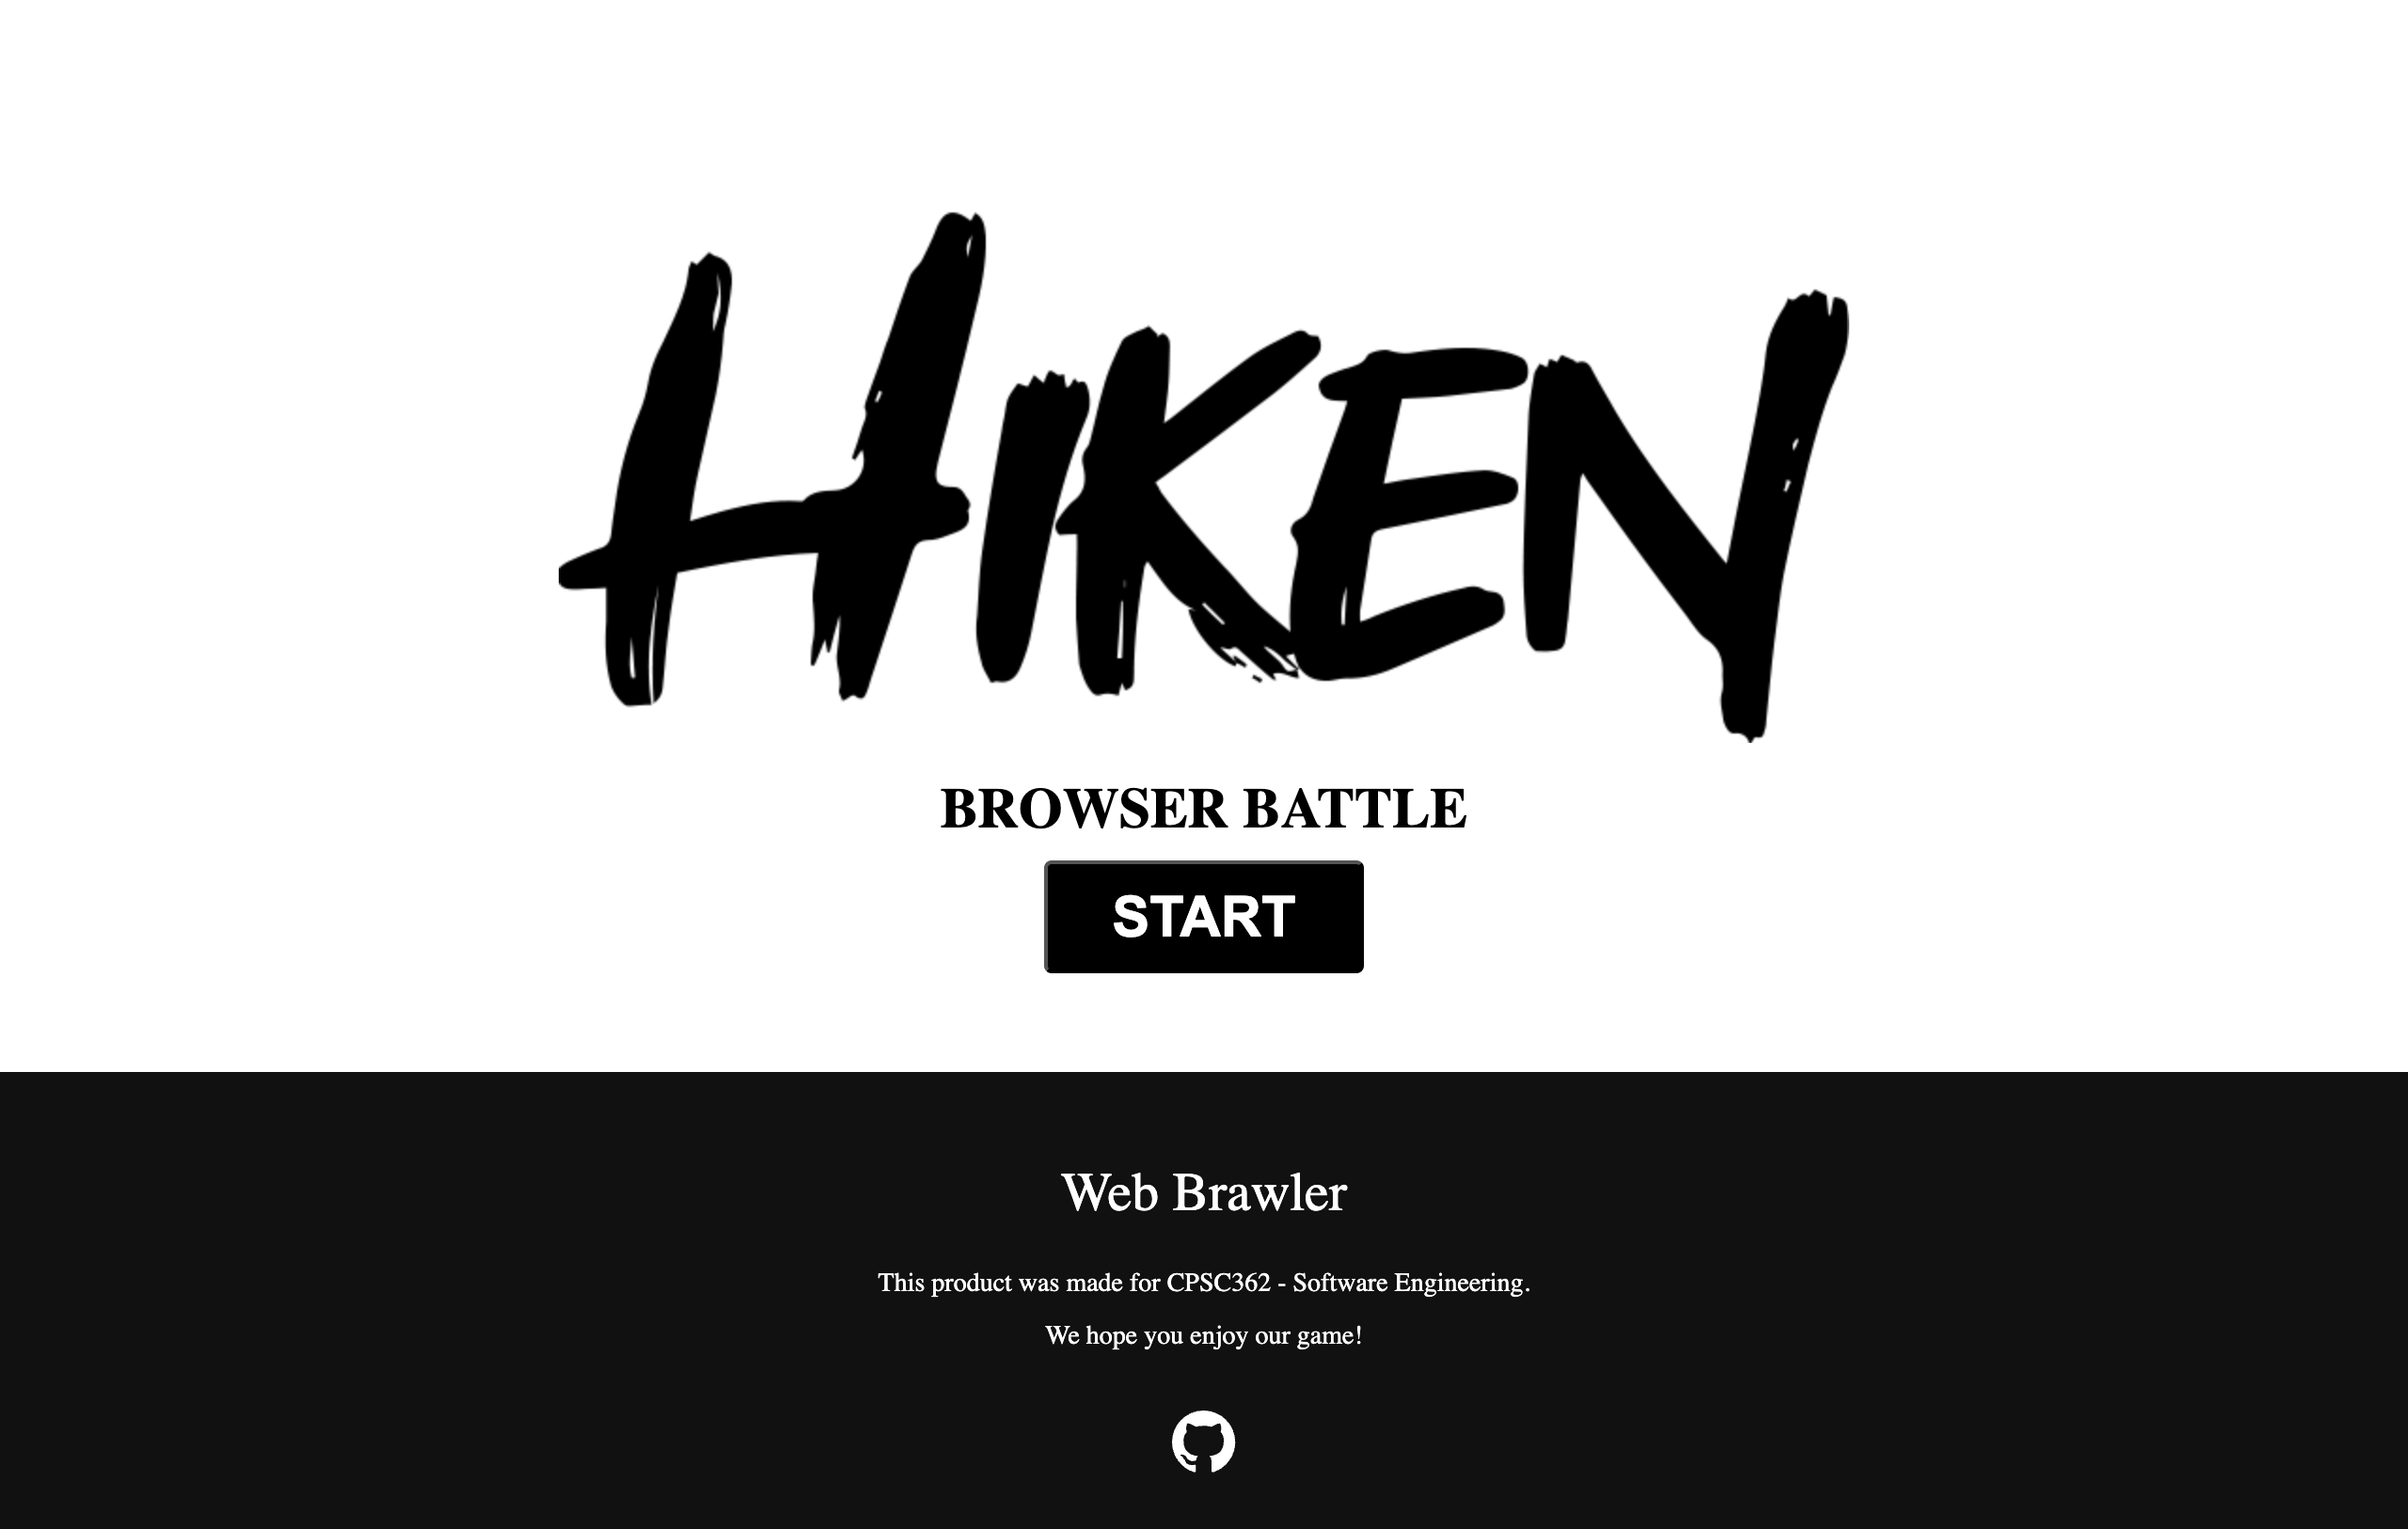 HIKEN
BROWSER BATTLE
START
Web Brawler
This product was made for CPSC362 - Software Engineering.
We hope you enjoy our game!